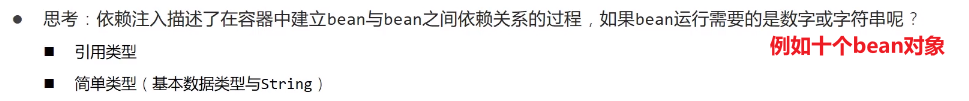 思考：依赖注入描述了在容器中建立bean与bean之间依赖关系的过程，如果bean运行需要的是数字或字符串呢？
例如十个bean对象
引用类型
简单类型（基本数据类型与String）